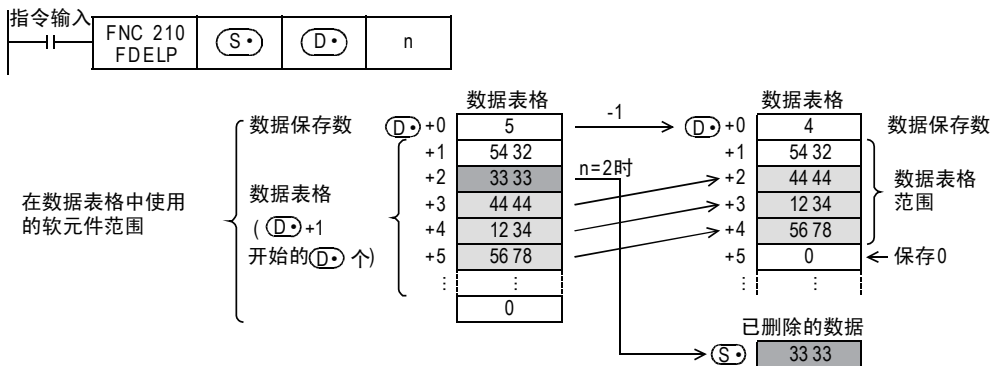 指令输入
FNC 210
FDELP
S•
D•
n
数据表格
数据表格
数据保存数
D• +0
5
-1
D• +0
4
数据保存数
+1
54 32
+1
54 32
+2
33 33
n=2时
+2
44 44
+3
44 44
+3
12 34
+4
12 34
+4
56 78
+5
56 78
+5
0
保存0
⋮
⋮
⋮
⋮
0
在数据表格中使用
的软元件范围
数据表格
( D•+1
开始的D• 个)
数据表格
范围
已删除的数据
S•
33 33